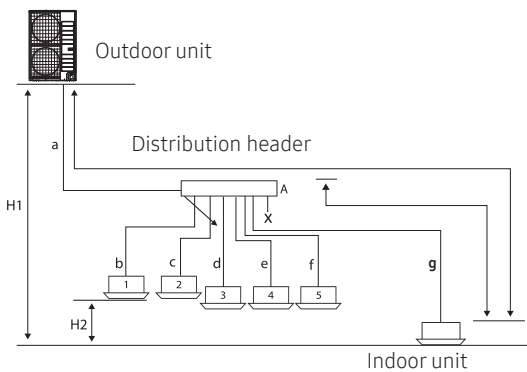 Outdoor unit
a
Distribution header
H1
A
X
b
c
d
e
f
g
1
2
3
4
5
H2
Indoor unit